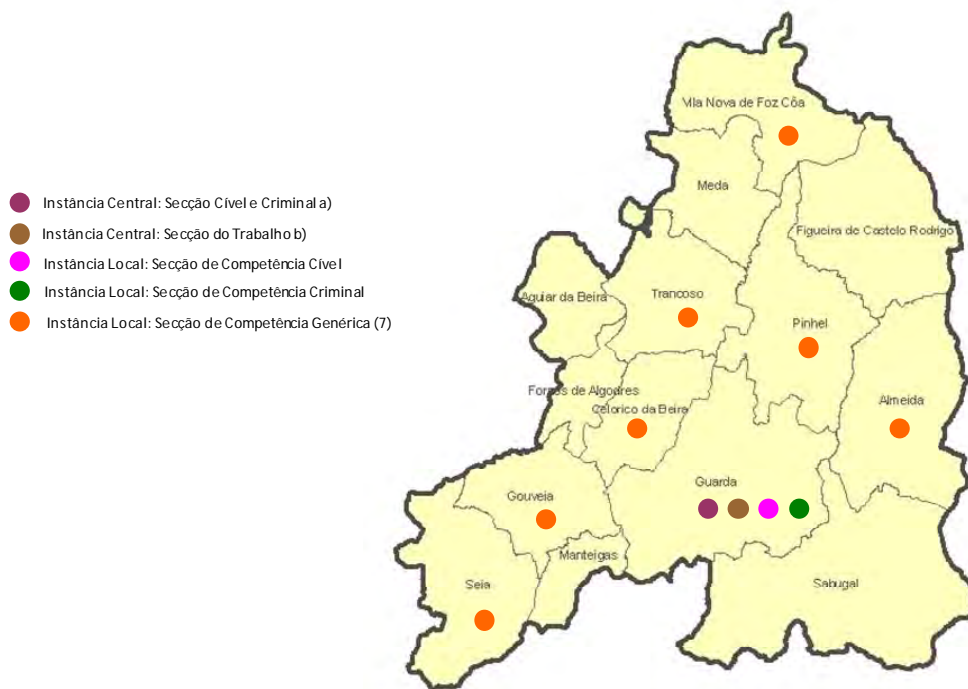 Vila Nova de Foz Côa
Meda
Figueira de Castelo Rodrigo
Instância Central: Secção Cível e Criminal a)
Instância Central: Secção do Trabalho b)
Instância Local: Secção de Competência Cível
Instância Local: Secção de Competência Criminal
Instância Local: Secção de Competência Genérica (7)
Aguiar da Beira
Trancoso
Pinhel
Fornos de Algodres
Celorico da Beira
Almeida
Guarda
Gouveia
Manteigas
Seia
Sabugal